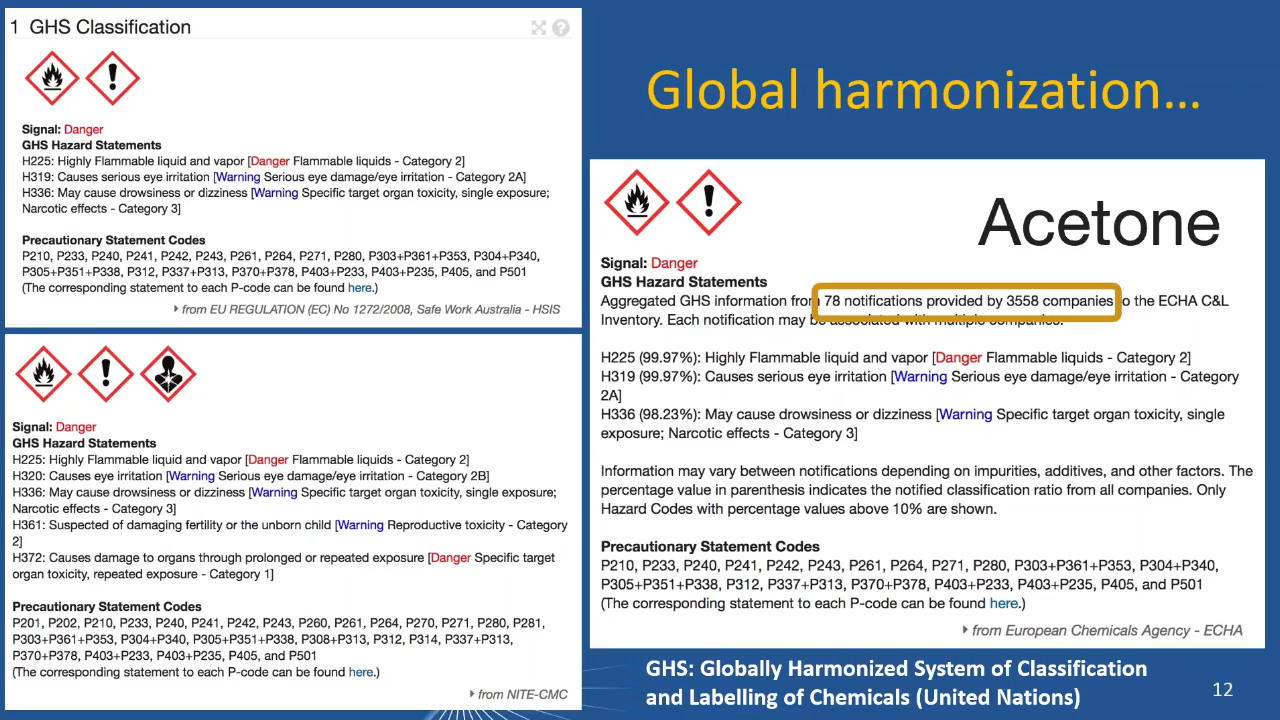 1 GHS Classification
Signal: Danger
GHS Hazard Statements
H225: Highly Flammable liquid and vapor [Danger Flammable liquids - Category 2]
H319: Causes serious eye irritation [Warning Serious eye damage/eye irritation - Category 2A]
H336: May cause drowsiness or dizziness [Warning Specific target organ toxicity, single exposure;
Narcotic effects - Category 3]
Precautionary Statement Codes
P210, P233, P240, P241, P242, P243, P261, P264, P271, P280, P303+P361+P353, P304+P340,
P305+P351+P338, P312, P337+P313, P370+P378, P403+P233, P403+P235, P405, and P501
(The corresponding statement to each P-code can be found here.)
from EU REGULATION (EC) No 1272/2008, Safe Work Australia - HSIS
Signal: Danger
GHS Hazard Statements
H225: Highly Flammable liquid and vapor [Danger Flammable liquids - Category 2]
H320: Causes eye irritation [Warning Serious eye damage/eye irritation - Category 2B]
H336: May cause drowsiness or dizziness [Warning Specific target organ toxicity, single exposure;
Narcotic effects - Category 3]
H361: Suspected of damaging fertility or the unborn child [Warning Reproductive toxicity - Category
2]
H372: Causes damage to organs through prolonged or repeated exposure [Danger Specific target
organ toxicity, repeated exposure - Category 1]
Precautionary Statement Codes
P201, P202, P210, P233, P240, P241, P242, P243, P260, P261, P264, P270, P271, P280, P281,
P303+P361+P353, P304+P340, P305+P351+P338, P308+P313, P312, P314, P337+P313,
P370+P378, P403+P233, P403+P235, P405, and P501
(The corresponding statement to each P-code can be found here.)
from NITE-CMC
Global harmonization...
Acetone
Signal: Danger
GHS Hazard Statements
Aggregated GHS information from 78 notifications provided by 3558 companies to the ECHA C&L
Inventory. Each notification may be associated with multiple companies.
H225 (99.97%): Highly Flammable liquid and vapor [Danger Flammable liquids - Category 2]
H319 (99.97%): Causes serious eye irritation [Warning Serious eye damage/eye irritation - Category
2A]
H336 (98.23%): May cause drowsiness or dizziness [Warning Specific target organ toxicity, single
exposure; Narcotic effects - Category 3]
Information may vary between notifications depending on impurities, additives, and other factors. The
percentage value in parenthesis indicates the notified classification ratio from all companies. Only
Hazard Codes with percentage values above 10% are shown.
Precautionary Statement Codes
P210, P233, P240, P241, P242, P243, P261, P264, P271, P280, P303+P361+P353, P304+P340,
P305+P351+P338, P312, P337+P313, P370+P378, P403+P233, P403+P235, P405, and P501
(The corresponding statement to each P-code can be found here.)
from European Chemicals Agency - ECHA
GHS: Globally Harmonized System of Classification
and Labelling of Chemicals (United Nations)
12